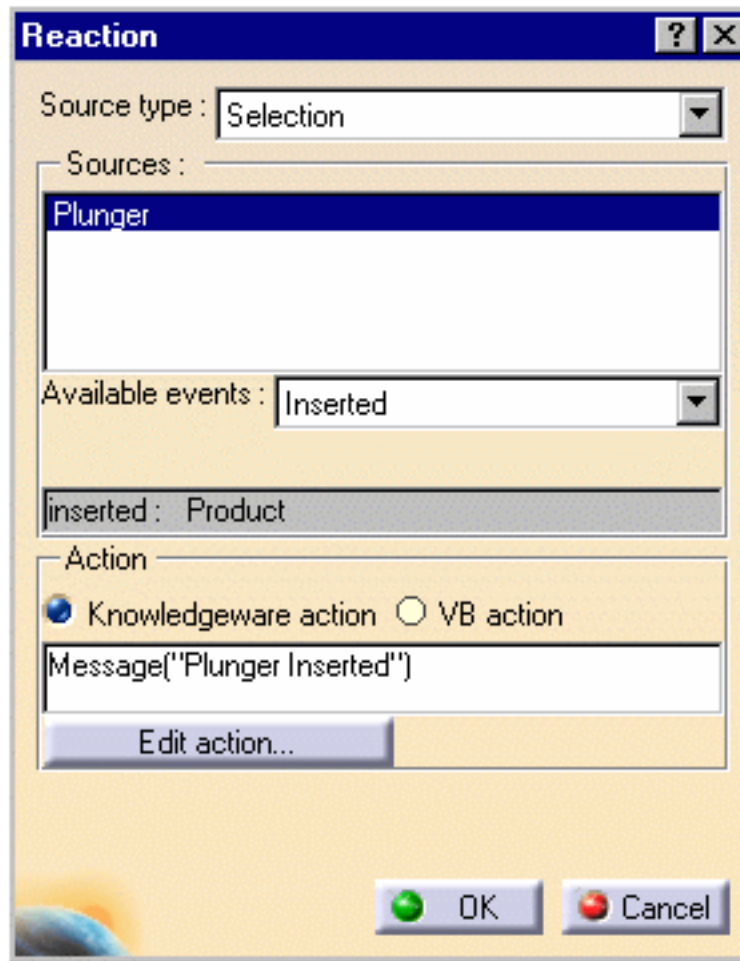 Reaction
Source type : Selection
Sources :
Plunger
Available events : Inserted
inserted : Product
Action
Knowledgeware action VB action
Message("Plunger Inserted")
Edit action...
OK Cancel